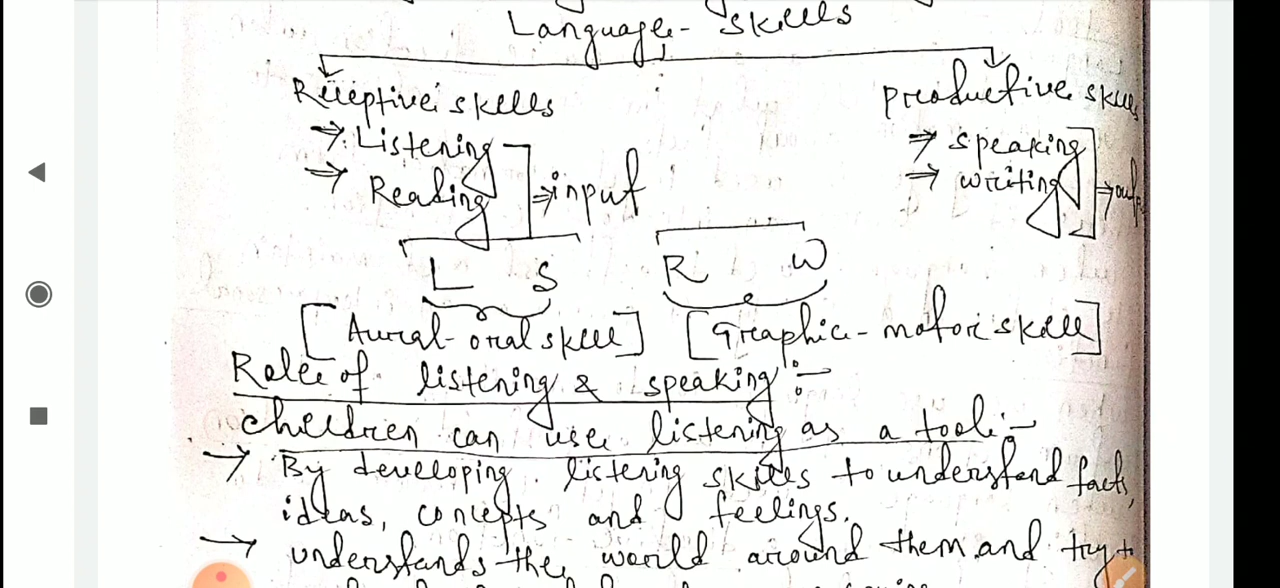 Language - Skills
Receptive skills
Productive skills
→ Listening
→ Reading
⇒ input
→ speaking
→ writing
L S R W
[Aural-oral skill] [Graphic-motor skill]
Role of listening & speaking :-
children can use listening as a tool :-
→ By developing listening skills to understand facts,
ideas, concepts and feelings.
→ understands the world around them and try to